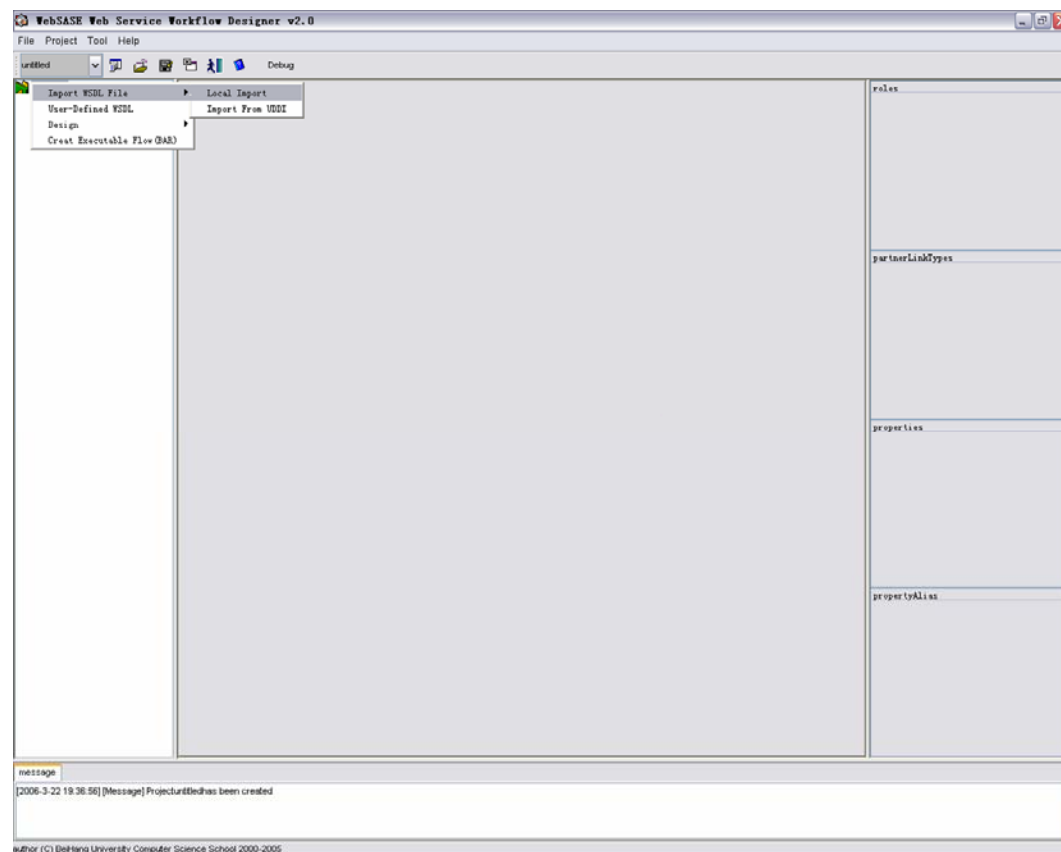 WebSASE Web Service Workflow Designer v2.0
File Project Tool Help
untitled Debug
Import WSDL File Local Import
User-Defined WSDL Import From UDDI
Design
Creat Executable Flow(BAR)
roles
partnerLinkTypes
properties
propertyAlias
message
[2006-3-22 19:36:56] [Message] Projectuntitledhas been created
author (C) BeiHang University Computer Science School 2000-2005